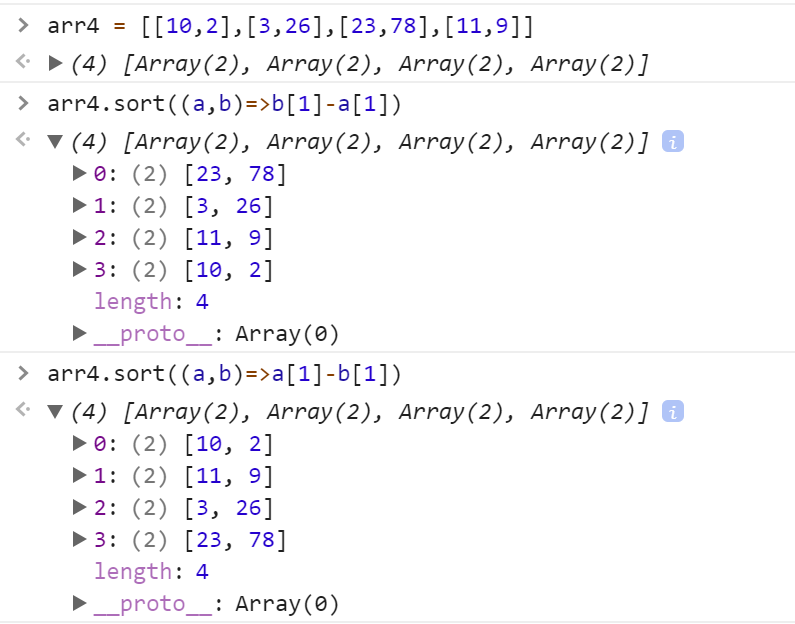 > arr4 = [[10,2],[3,26],[23,78],[11,9]]
<· ▶ (4) [Array(2), Array(2), Array(2), Array(2)]
> arr4.sort((a,b)=>b[1]-a[1])
<· ▼ (4) [Array(2), Array(2), Array(2), Array(2)] i
▶ 0: (2) [23, 78]
▶ 1: (2) [3, 26]
▶ 2: (2) [11, 9]
▶ 3: (2) [10, 2]
length: 4
▶ __proto__: Array(0)
> arr4.sort((a,b)=>a[1]-b[1])
<· ▼ (4) [Array(2), Array(2), Array(2), Array(2)] i
▶ 0: (2) [10, 2]
▶ 1: (2) [11, 9]
▶ 2: (2) [3, 26]
▶ 3: (2) [23, 78]
length: 4
▶ __proto__: Array(0)